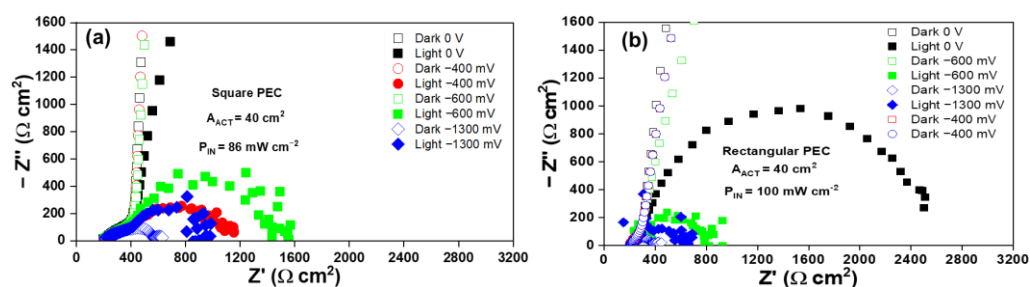 (a)
1600
1400
1200
1000
800
600
400
200
0
− Z'' (Ω cm²)
0 400 800 1200 1600 2000 2400 2800 3200
Z' (Ω cm²)
Square PEC
A_ACT = 40 cm²
P_IN = 86 mW cm⁻²
Dark 0 V
Light 0 V
Dark −400 mV
Light −400 mV
Dark −600 mV
Light −600 mV
Dark −1300 mV
Light −1300 mV
(b)
1600
1400
1200
1000
800
600
400
200
0
− Z'' (Ω cm²)
0 400 800 1200 1600 2000 2400 2800 3200
Z' (Ω cm²)
Rectangular PEC
A_ACT = 40 cm²
P_IN = 100 mW cm⁻²
Dark 0 V
Light 0 V
Dark −600 mV
Light −600 mV
Dark −1300 mV
Light −1300 mV
Dark −400 mV
Dark −400 mV